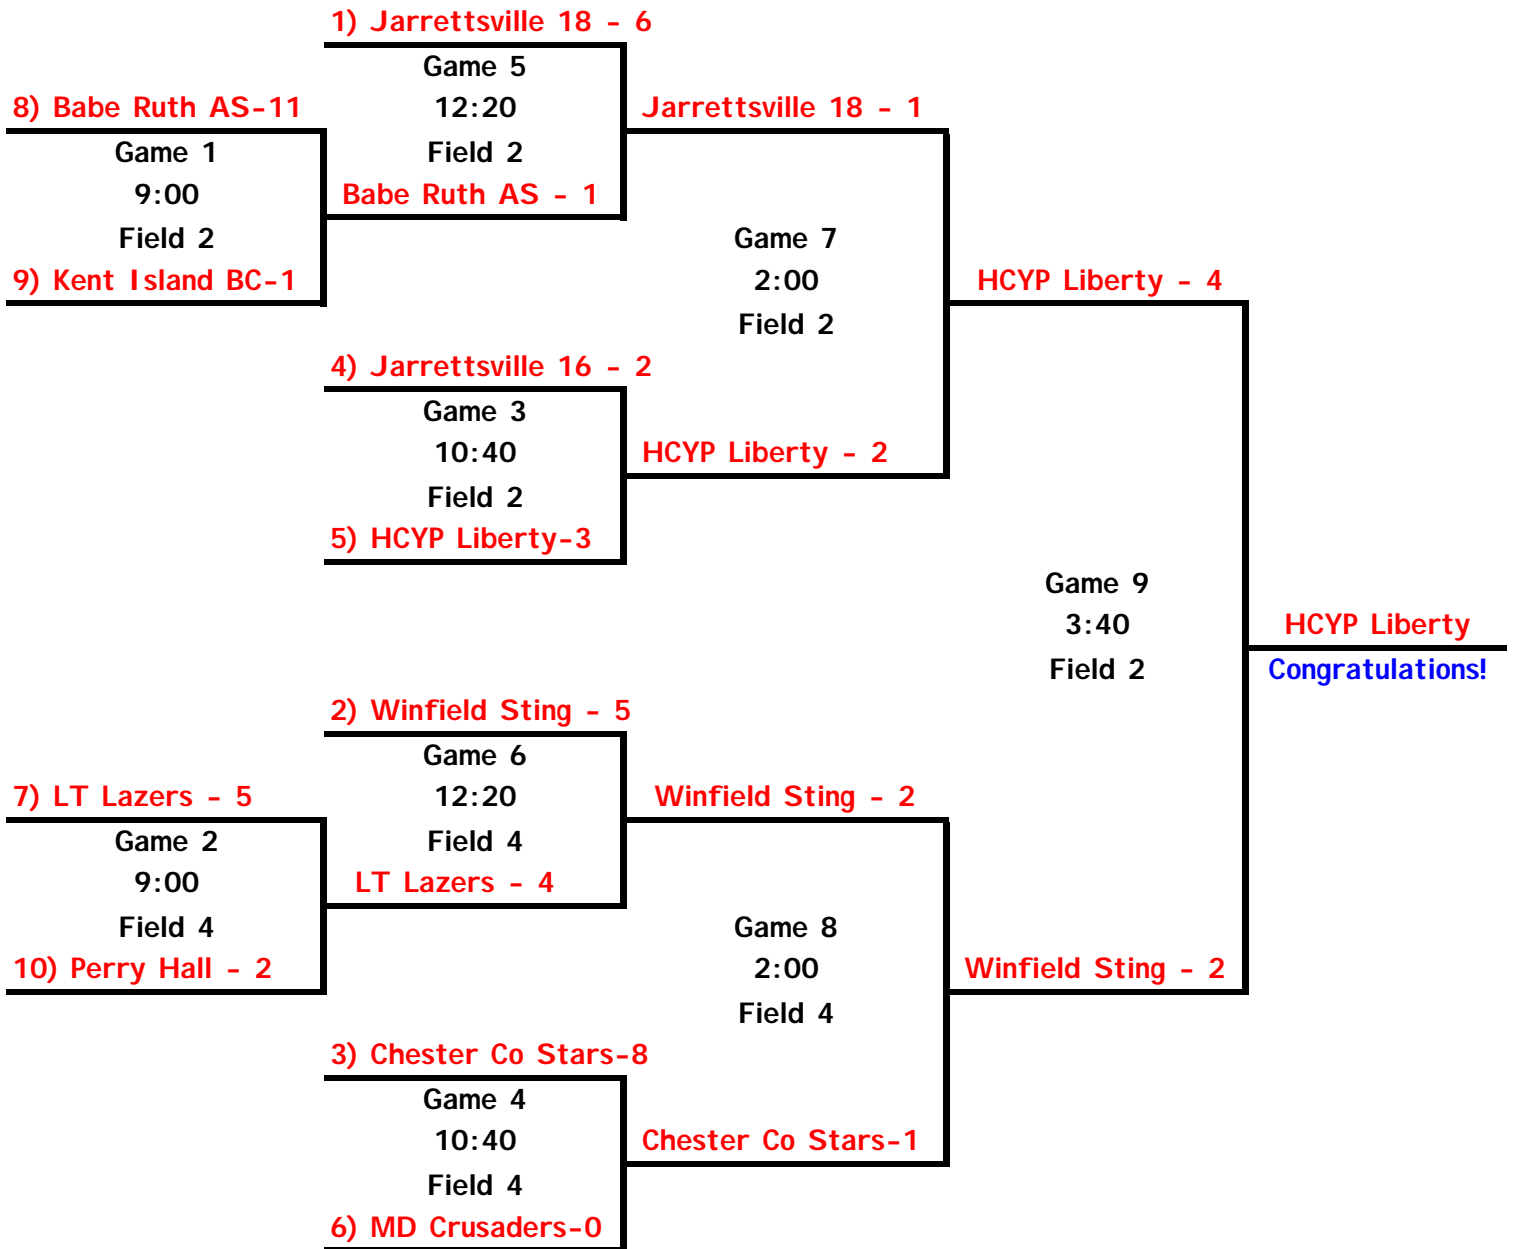 1) Jarrettsville 18 - 6
Game 5
12:20
Field 2
8) Babe Ruth AS-11
Game 1
9:00
Field 2
9) Kent Island BC-1
Babe Ruth AS - 1
Jarrettsville 18 - 1
Game 7
2:00
Field 2
4) Jarrettsville 16 - 2
Game 3
10:40
Field 2
5) HCYP Liberty-3
HCYP Liberty - 2
HCYP Liberty - 4
Game 9
3:40
Field 2
HCYP Liberty
Congratulations!
2) Winfield Sting - 5
Game 6
12:20
Field 4
7) LT Lazers - 5
Game 2
9:00
Field 4
10) Perry Hall - 2
LT Lazers - 4
Winfield Sting - 2
Game 8
2:00
Field 4
Winfield Sting - 2
3) Chester Co Stars-8
Game 4
10:40
Field 4
6) MD Crusaders-0
Chester Co Stars-1